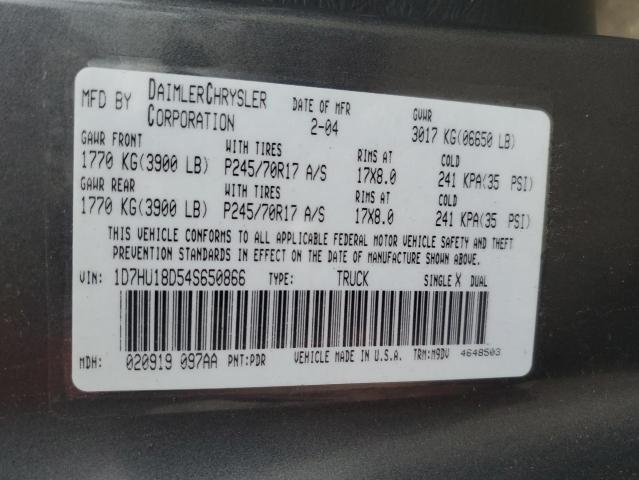 MFD BY DAIMLERCHRYSLER CORPORATION DATE OF MFR 2-04 GVWR 3017 KG(06650 LB)
GAWR FRONT WITH TIRES RIMS AT COLD
1770 KG(3900 LB) P245/70R17 A/S 17X8.0 241 KPA(35 PSI)
GAWR REAR WITH TIRES RIMS AT COLD
1770 KG(3900 LB) P245/70R17 A/S 17X8.0 241 KPA(35 PSI)
THIS VEHICLE CONFORMS TO ALL APPLICABLE FEDERAL MOTOR VEHICLE SAFETY AND THEFT
PREVENTION STANDARDS IN EFFECT ON THE DATE OF MANUFACTURE SHOWN ABOVE.
VIN: 1D7HU18D54S650866 TYPE: TRUCK SINGLE X DUAL
MDH: 020919 097AA PNT:PDR VEHICLE MADE IN U.S.A. TRM:M9DV 4648503